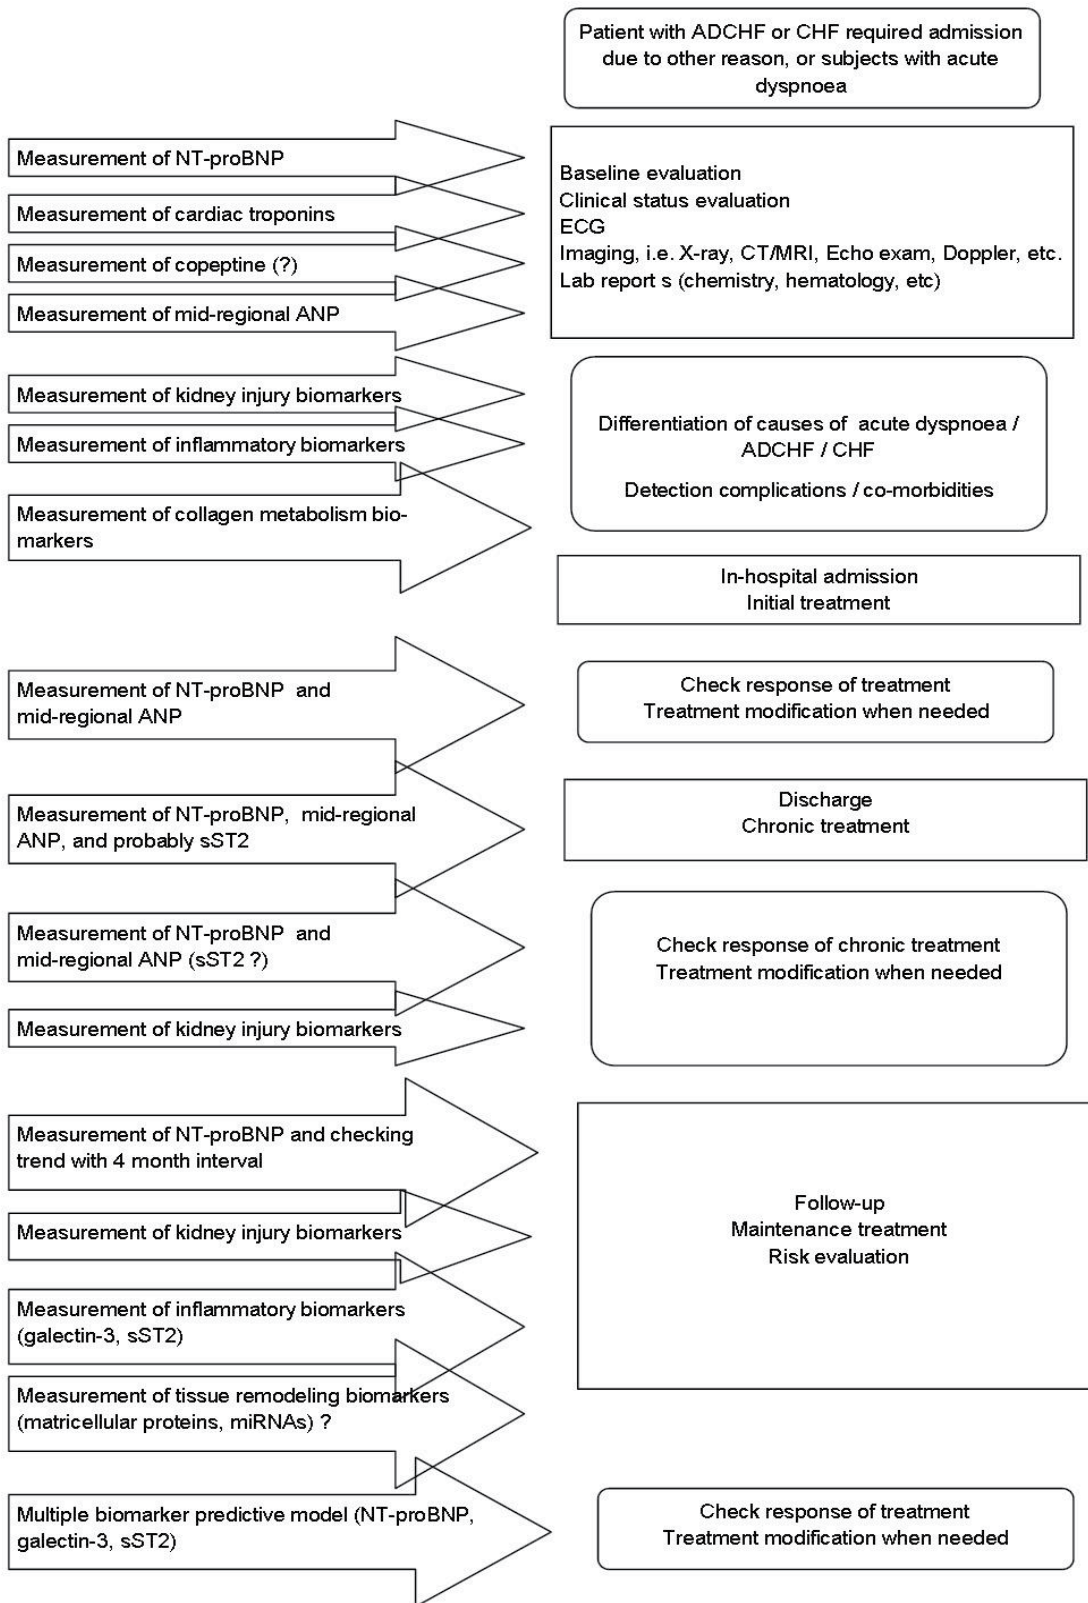 Patient with ADCHF or CHF required admission
due to other reason, or subjects with acute
dyspnoea
Measurement of NT-proBNP
Measurement of cardiac troponins
Measurement of copeptine (?)
Measurement of mid-regional ANP
Baseline evaluation
Clinical status evaluation
ECG
Imaging, i.e. X-ray, CT/MRI, Echo exam, Doppler, etc.
Lab report s (chemistry, hematology, etc)
Measurement of kidney injury biomarkers
Measurement of inflammatory biomarkers
Measurement of collagen metabolism bio-
markers
Differentiation of causes of acute dyspnoea /
ADCHF / CHF
Detection complications / co-morbidities
In-hospital admission
Initial treatment
Measurement of NT-proBNP and
mid-regional ANP
Check response of treatment
Treatment modification when needed
Measurement of NT-proBNP, mid-regional
ANP, and probably sST2
Discharge
Chronic treatment
Measurement of NT-proBNP and
mid-regional ANP (sST2 ?)
Measurement of kidney injury biomarkers
Check response of chronic treatment
Treatment modification when needed
Measurement of NT-proBNP and checking
trend with 4 month interval
Measurement of kidney injury biomarkers
Measurement of inflammatory biomarkers
(galectin-3, sST2)
Measurement of tissue remodeling biomarkers
(matricellular proteins, miRNAs) ?
Follow-up
Maintenance treatment
Risk evaluation
Multiple biomarker predictive model (NT-proBNP,
galectin-3, sST2)
Check response of treatment
Treatment modification when needed